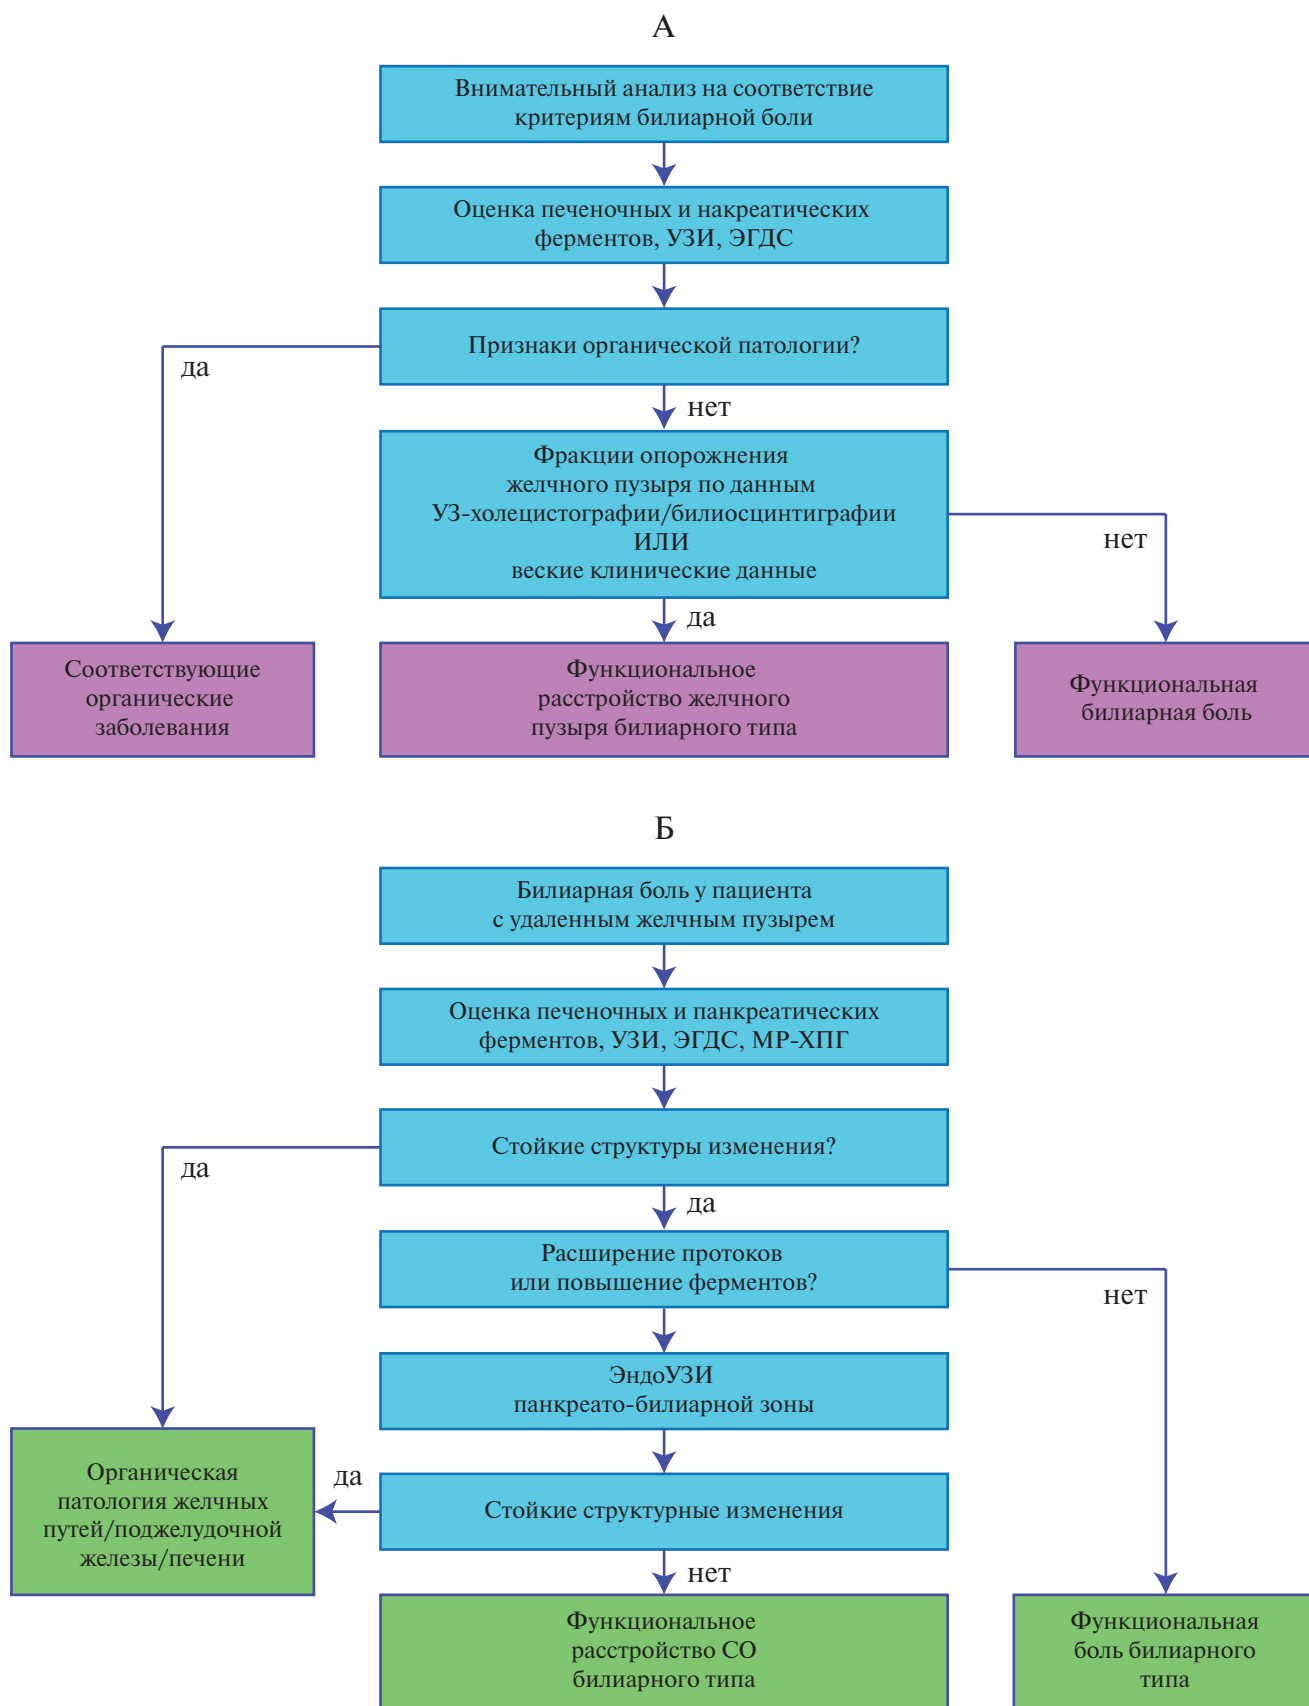 А
Внимательный анализ на соответствие
критериям билиарной боли
Оценка печеночных и накреатических
ферментов, УЗИ, ЭГДС
Признаки органической патологии?
да
нет
Фракции опорожнения
желчного пузыря по данным
УЗ-холецистографии/билиосцинтиграфии
ИЛИ
веские клинические данные
нет
да
Соответствующие
органические
заболевания
Функциональное
расстройство желчного
пузыря билиарного типа
Функциональная
билиарная боль
Б
Билиарная боль у пациента
с удаленным желчным пузырем
Оценка печеночных и панкреатических
ферментов, УЗИ, ЭГДС, МР-ХПГ
Стойкие структуры изменения?
да
да
Расширение протоков
или повышение ферментов?
нет
ЭндоУЗИ
панкреато-билиарной зоны
Органическая
патология желчных
путей/поджелудочной
железы/печени
да
Стойкие структурные изменения
нет
Функциональное
расстройство СО
билиарного типа
Функциональная
боль билиарного
типа